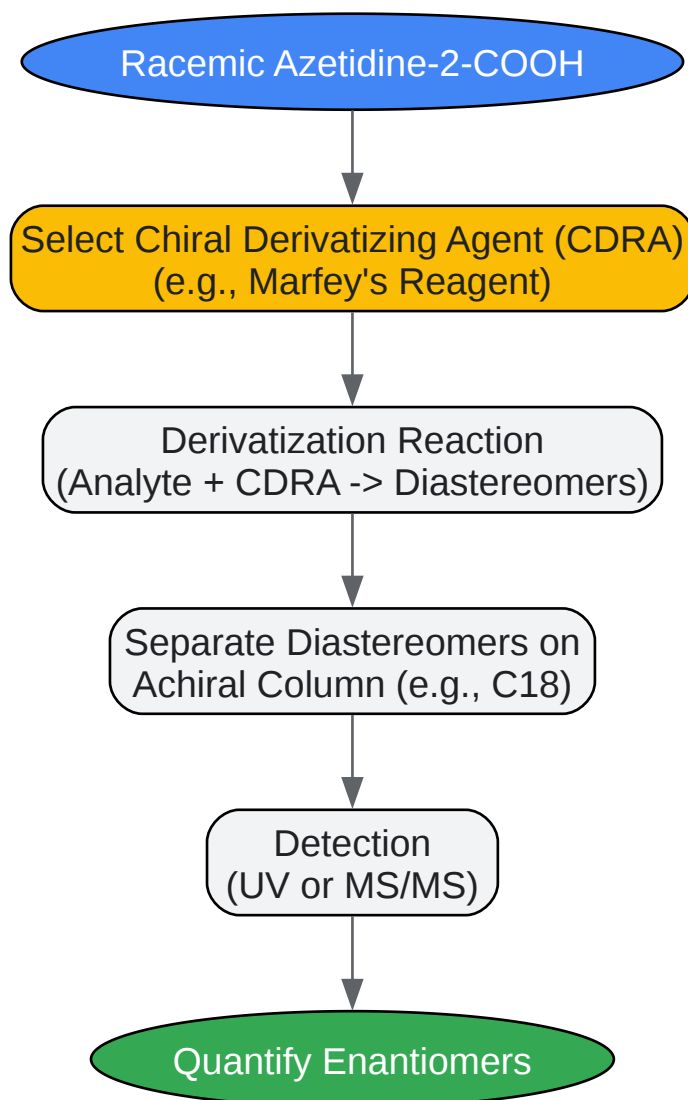 Racemic Azetidine-2-COOH
Select Chiral Derivatizing Agent (CDRA)
(e.g., Marfey's Reagent)
Derivatization Reaction
(Analyte + CDRA -> Diastereomers)
Separate Diastereomers on
Achiral Column (e.g., C18)
Detection
(UV or MS/MS)
Quantify Enantiomers